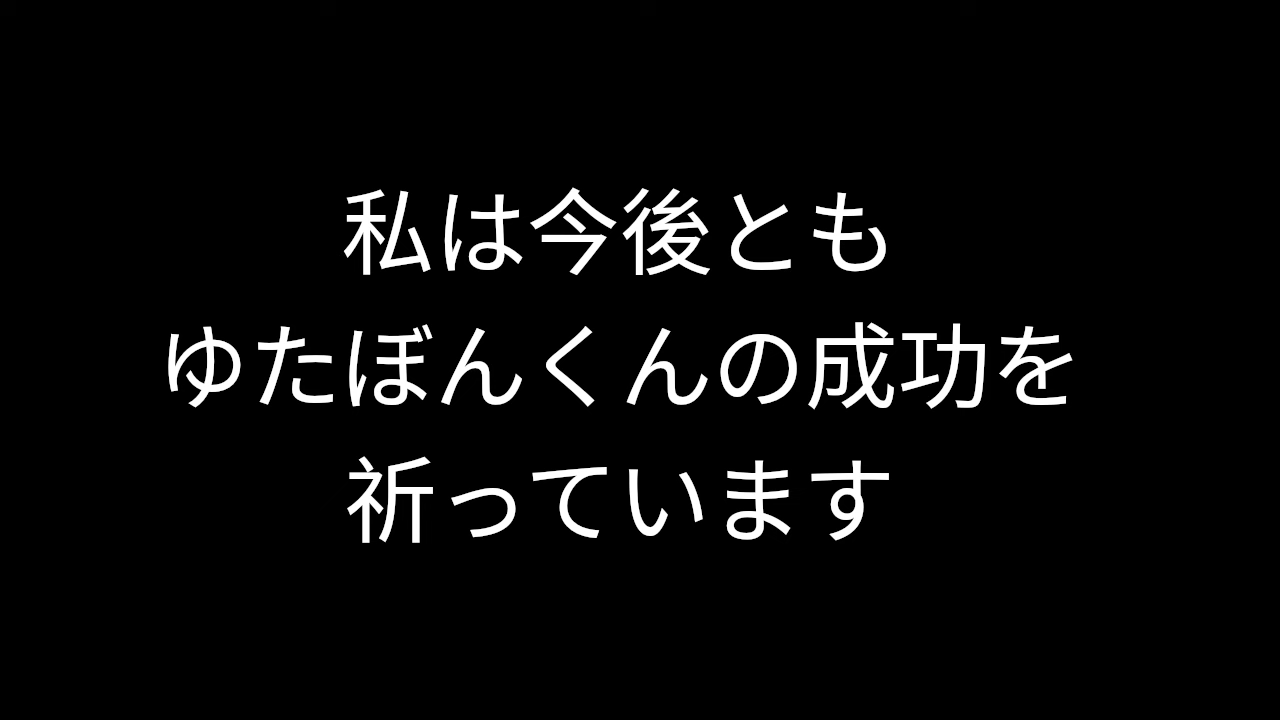 私は今後とも
ゆたぼんくんの成功を
祈っています